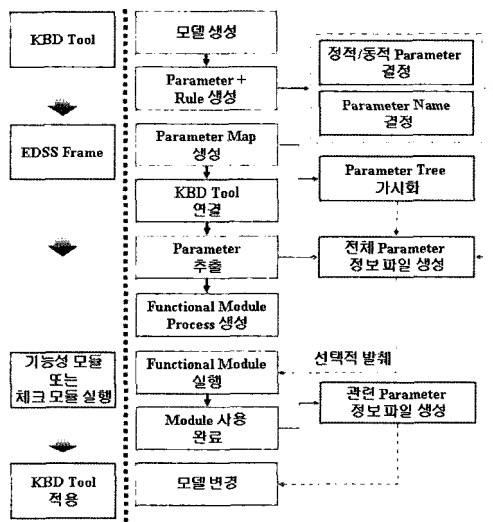 KBD Tool
모델 생성
정적/동적 Parameter
결정
Parameter +
Rule 생성
Parameter Name
결정
EDSS Frame
Parameter Map
생성
Parameter Tree
가시화
KBD Tool
연결
Parameter
추출
전체 Parameter
정보 파일 생성
Functional Module
Process 생성
기능성 모듈
또는
체크 모듈 실행
Functional Module
실행
선택적 발췌
관련 Parameter
정보 파일 생성
Module 사용
완료
KBD Tool
적용
모델 변경